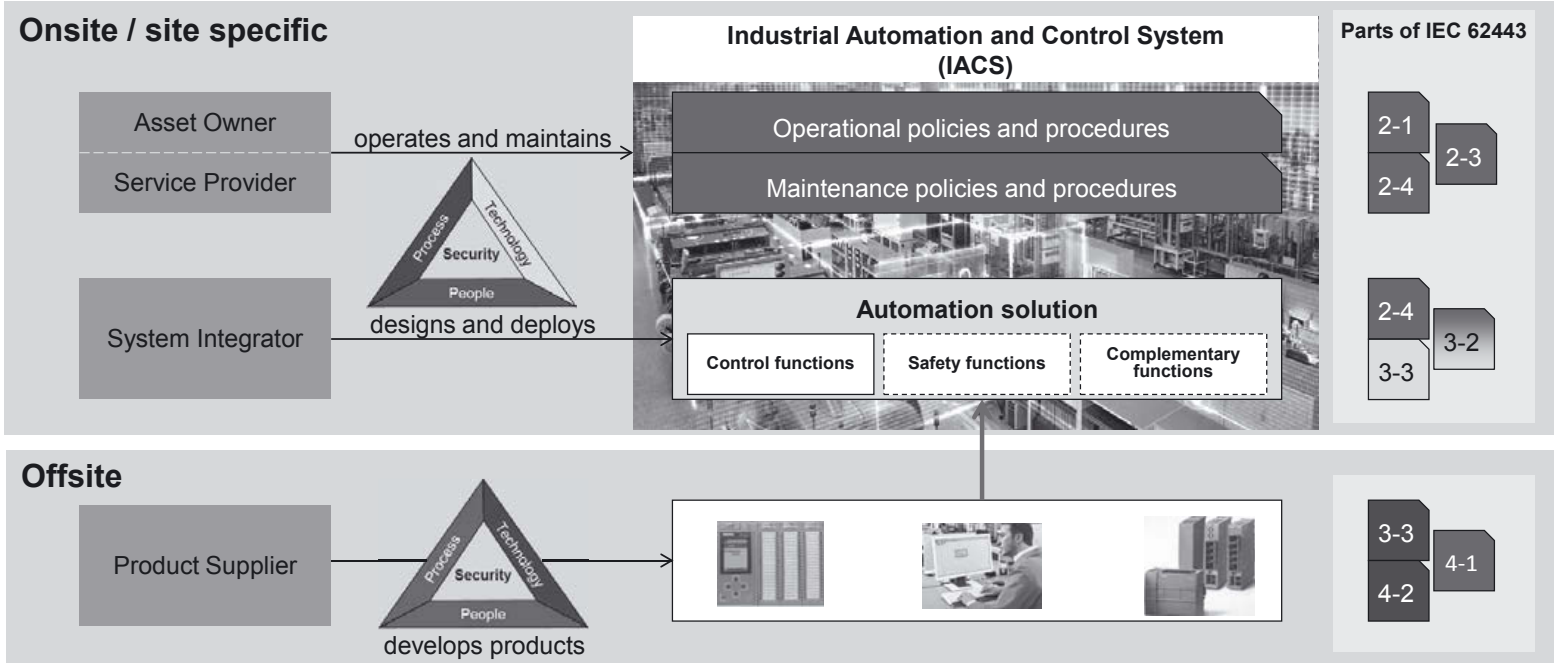 Onsite / site specific
Industrial Automation and Control System
(IACS)
Parts of IEC 62443
Asset Owner
Service Provider
operates and maintains
Operational policies and procedures
Maintenance policies and procedures
2-1
2-4
2-3
Process
Technology
Security
People
System Integrator
designs and deploys
Automation solution
Control functions
Safety functions
Complementary
functions
2-4
3-3
3-2
Offsite
Product Supplier
Process
Technology
Security
People
develops products
3-3
4-2
4-1